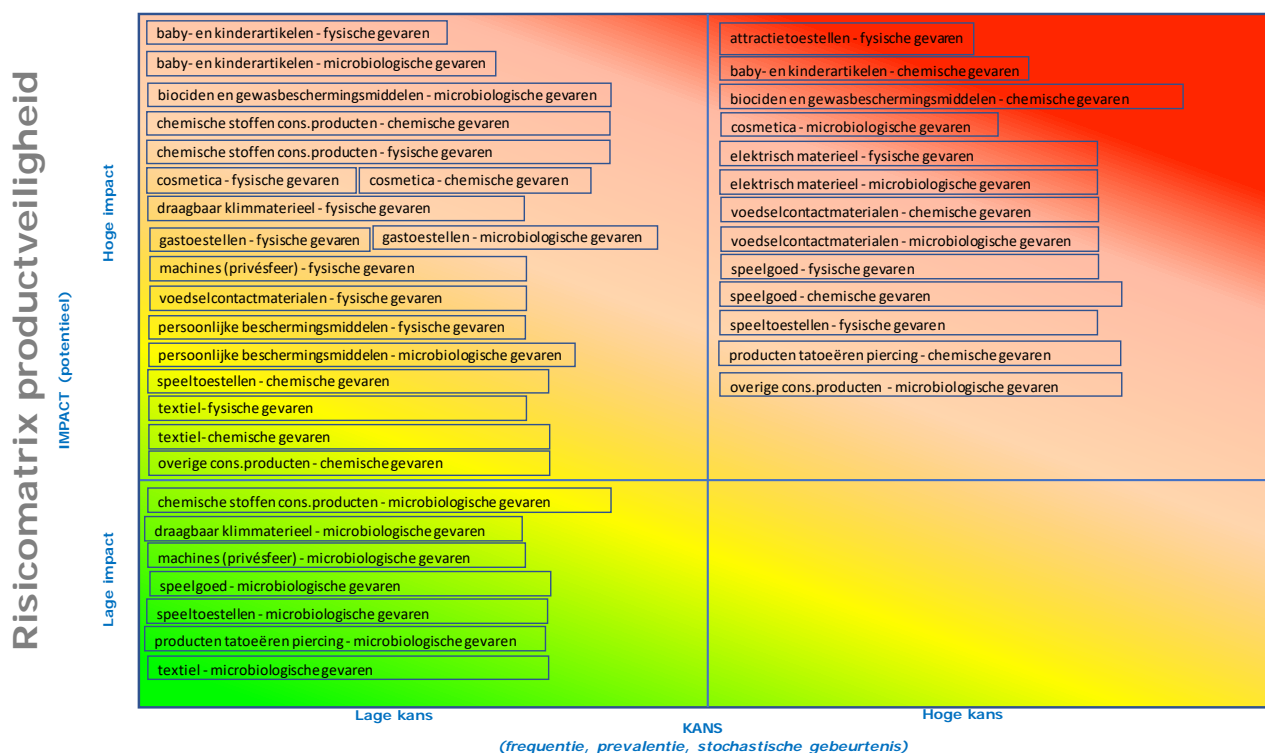 Risicomatrix productveiligheid
IMPACT (potentieel)
Hoge impact
Lage impact
baby- en kinderartikelen - fysische gevaren
baby- en kinderartikelen - microbiologische gevaren
biociden en gewasbeschermingsmiddelen - microbiologische gevaren
chemische stoffen cons.producten - chemische gevaren
chemische stoffen cons.producten - fysische gevaren
cosmetica - fysische gevaren
cosmetica - chemische gevaren
draagbaar klimmaterieel - fysische gevaren
gastoestellen - fysische gevaren
gastoestellen - microbiologische gevaren
machines (privésfeer) - fysische gevaren
voedselcontactmaterialen - fysische gevaren
persoonlijke beschermingsmiddelen - fysische gevaren
persoonlijke beschermingsmiddelen - microbiologische gevaren
speeltoestellen - chemische gevaren
textiel- fysische gevaren
textiel- chemische gevaren
overige cons.producten - chemische gevaren
attractietoestellen - fysische gevaren
baby- en kinderartikelen - chemische gevaren
biociden en gewasbeschermingsmiddelen - chemische gevaren
cosmetica - microbiologische gevaren
elektrisch materieel - fysische gevaren
elektrisch materieel - microbiologische gevaren
voedselcontactmaterialen - chemische gevaren
voedselcontactmaterialen - microbiologische gevaren
speelgoed - fysische gevaren
speelgoed - chemische gevaren
speeltoestellen - fysische gevaren
producten tatoeëren piercing - chemische gevaren
overige cons.producten - microbiologische gevaren
chemische stoffen cons.producten - microbiologische gevaren
draagbaar klimmaterieel - microbiologische gevaren
machines (privésfeer) - microbiologische gevaren
speelgoed - microbiologische gevaren
speeltoestellen - microbiologische gevaren
producten tatoeëren piercing - microbiologische gevaren
textiel - microbiologische gevaren
Lage kans
Hoge kans
KANS
(frequentie, prevalentie, stochastische gebeurtenis)